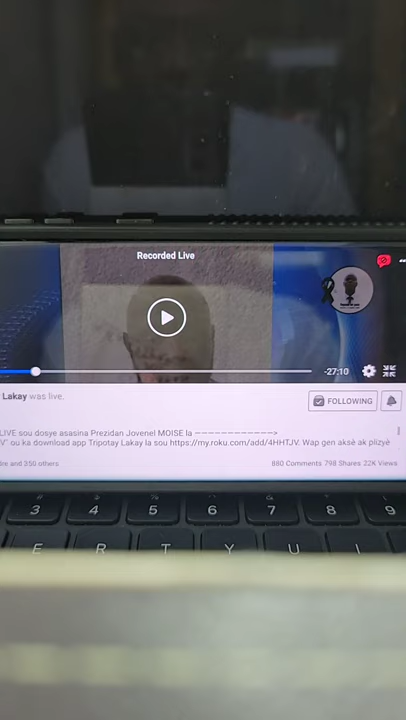 Recorded Live
-27:10
Lakay was live.
FOLLOWING
LIVE sou dosye asasina Prezidan Jovenel MOISE la ————————————>
V" ou ka download app Tripotay Lakay la sou https://my.roku.com/add/4HHTJV. Wap gen aksè ak plizyè
ire and 350 others
880 Comments 798 Shares 22K Views
3 4 5 6 7 8 9
E R T Y U I